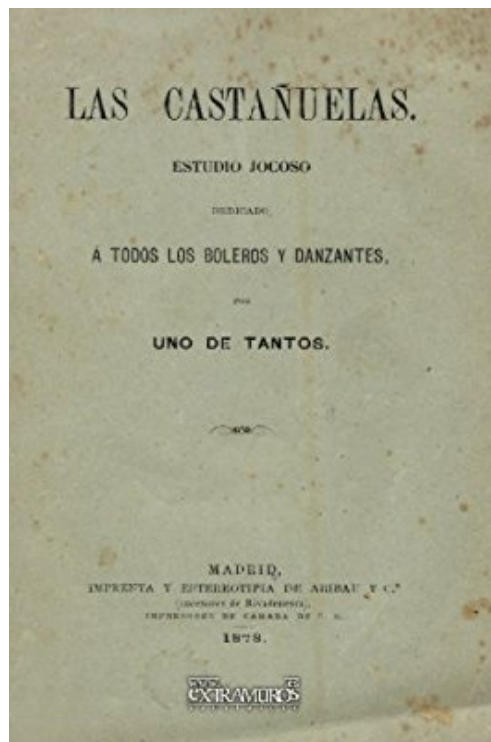 LAS CASTAÑUELAS.
ESTUDIO JOCOSO
DEDICADO
Á TODOS LOS BOLEROS Y DANZANTES,
POR
UNO DE TANTOS.
MADRID,
IMPRENTA Y ESTEREOTIPIA DE ARIBAU Y C.ª
(sucesores de Rivadeneyra),
IMPRESORES DE CÁMARA DE S. M.
1878.
EXTRAMUROS